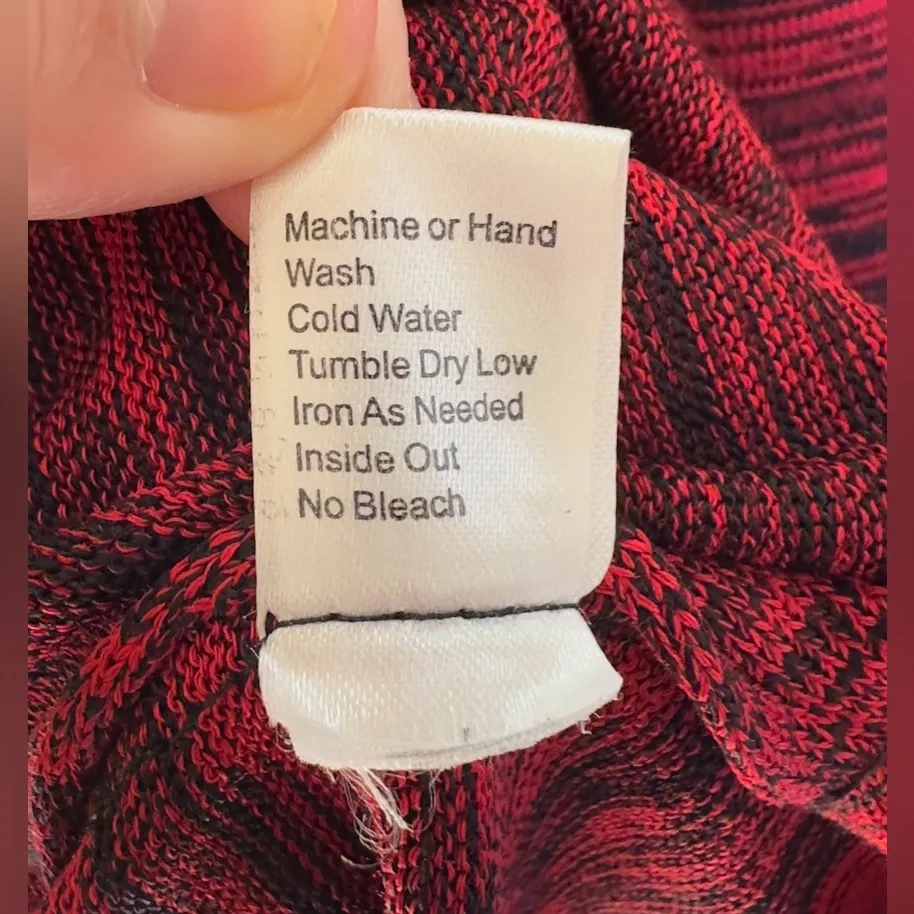 Machine or Hand
Wash
Cold Water
Tumble Dry Low
Iron As Needed
Inside Out
No Bleach